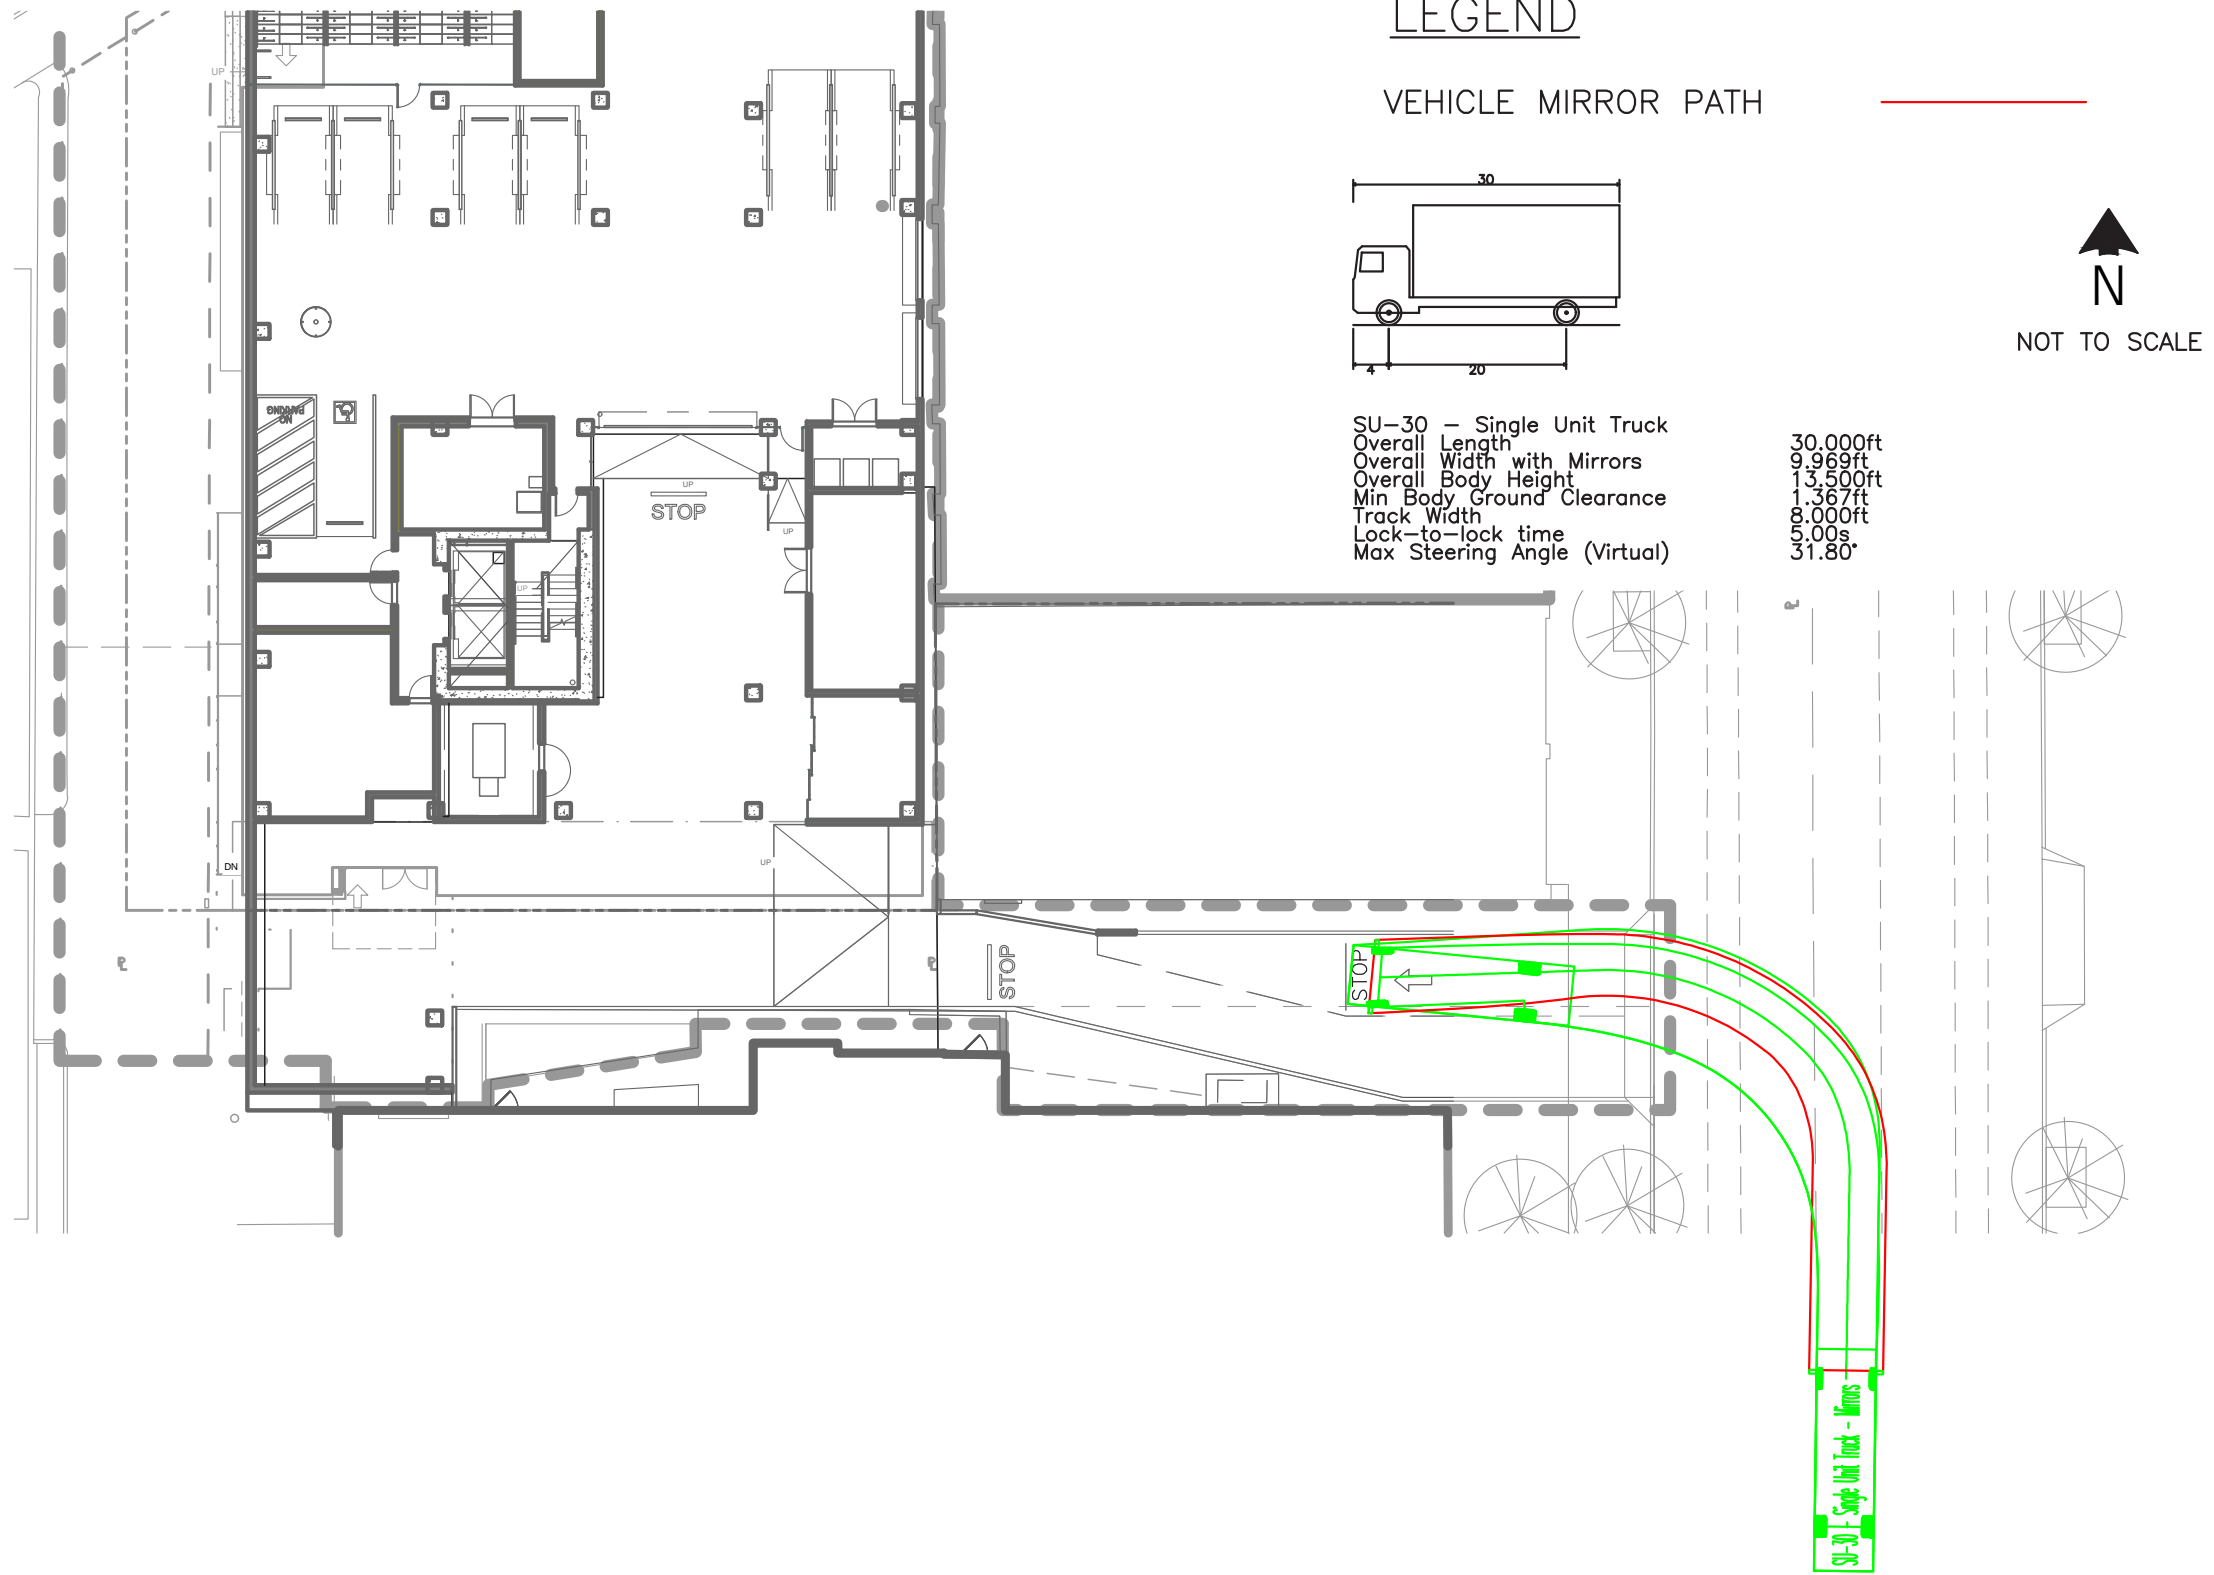 LEGEND
VEHICLE MIRROR PATH
30
4
20
N
NOT TO SCALE
SU-30 - Single Unit Truck
Overall Length 30.000ft
Overall Width with Mirrors 9.969ft
Overall Body Height 13.500ft
Min Body Ground Clearance 1.367ft
Track Width 8.000ft
Lock-to-lock time 5.00s
Max Steering Angle (Virtual) 31.80°
UP
NO
PARKING
UP
STOP
UP
UP
UP
DN
STOP
STOP
PL
PL
PL
SU-30 - Single Unit Truck - Mirrors